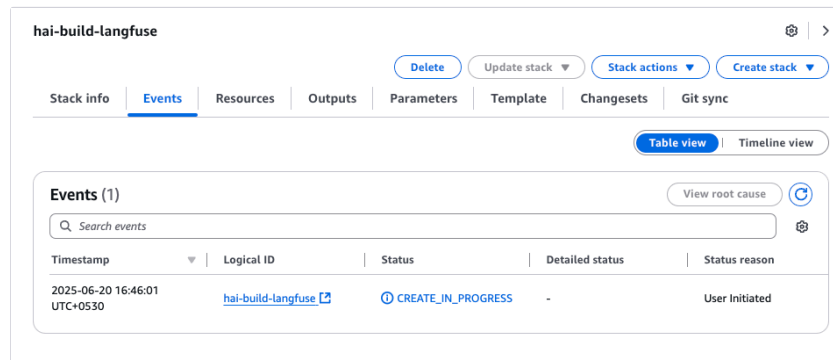 hai-build-langfuse
Delete
Update stack
Stack actions
Create stack
Stack info
Events
Resources
Outputs
Parameters
Template
Changesets
Git sync
Table view
Timeline view
Events (1)
View root cause
Search events
Timestamp
Logical ID
Status
Detailed status
Status reason
2025-06-20 16:46:01
UTC+0530
hai-build-langfuse
CREATE_IN_PROGRESS
-
User Initiated